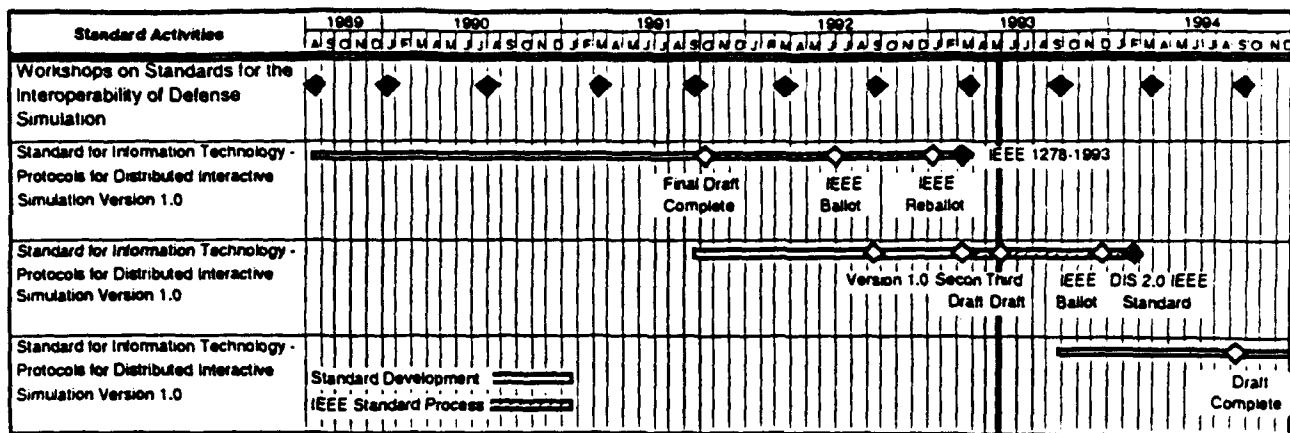 Standard Activities
1989 1990 1991 1992 1993 1994
A S O N D J F M A M J J A S O N D J F M A M J J A S O N D J F M A M J J A S O N D J F M A M J J A S O N D J F M A M J J A S O N D
Workshops on Standards for the
Interoperability of Defense
Simulation
Standard for Information Technology -
Protocols for Distributed Interactive
Simulation Version 1.0
IEEE 1278-1993
Final Draft
Complete
IEEE
Ballot
IEEE
Reballot
Standard for Information Technology -
Protocols for Distributed Interactive
Simulation Version 1.0
Version 1.0 Secon Third
Draft Draft
IEEE
Ballot
DIS 2.0 IEEE
Standard
Standard for Information Technology -
Protocols for Distributed Interactive
Simulation Version 1.0
Standard Development
IEEE Standard Process
Draft
Complete